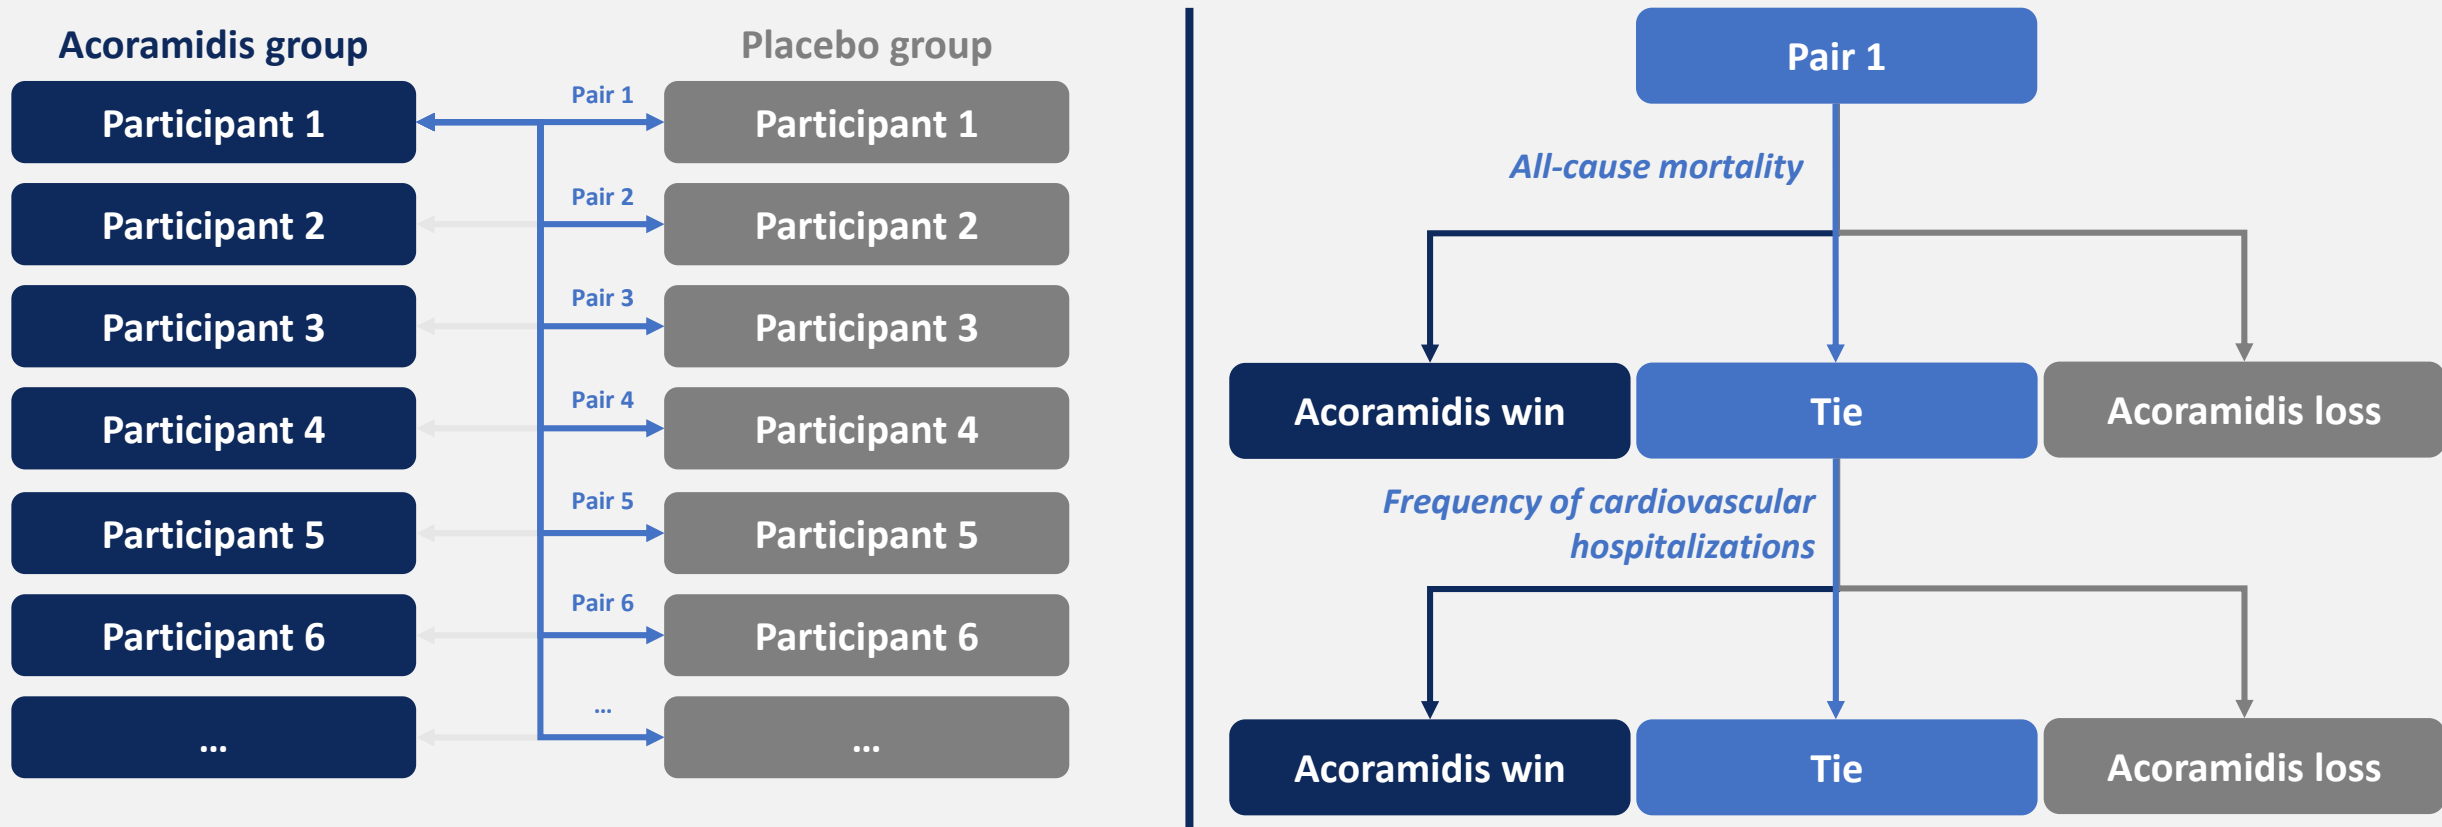 Acoramidis group
Placebo group
Participant 1
Pair 1
Participant 1
Participant 2
Pair 2
Participant 2
Participant 3
Pair 3
Participant 3
Participant 4
Pair 4
Participant 4
Participant 5
Pair 5
Participant 5
Participant 6
Pair 6
Participant 6
...
...
...
Pair 1
All-cause mortality
Acoramidis win
Tie
Acoramidis loss
Frequency of cardiovascular
hospitalizations
Acoramidis win
Tie
Acoramidis loss